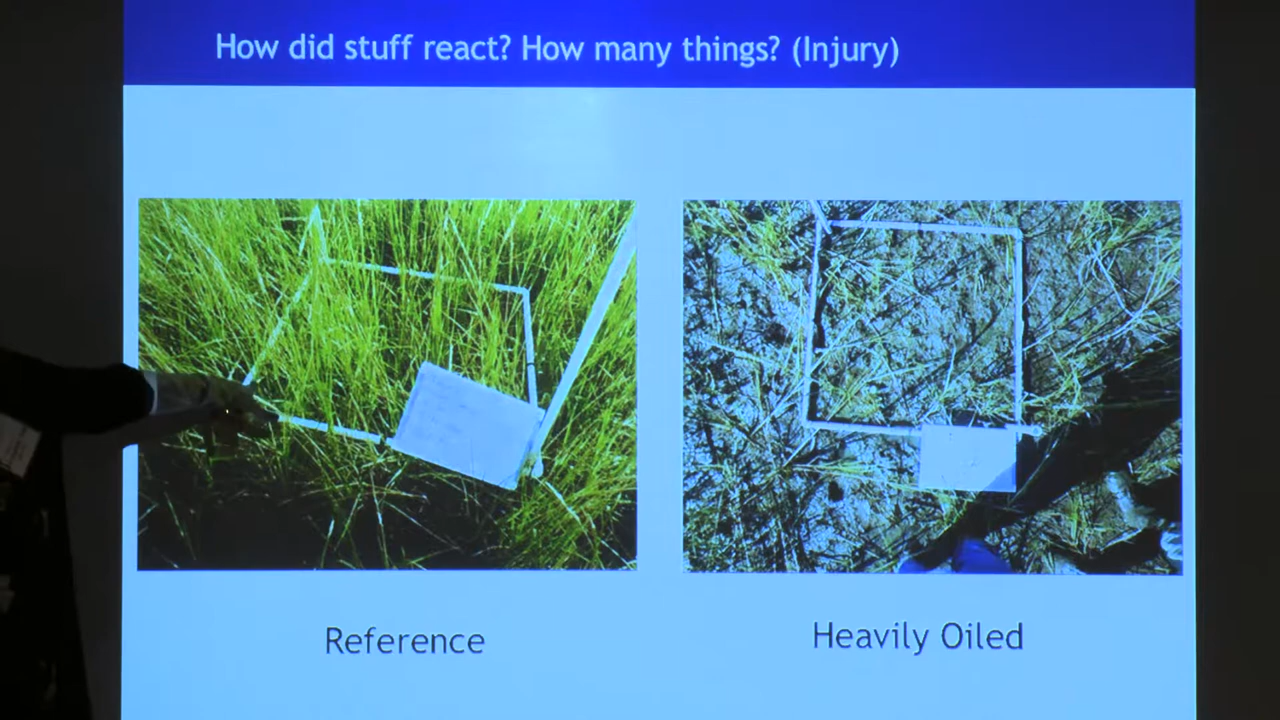 How did stuff react? How many things? (Injury)
Reference
Heavily Oiled